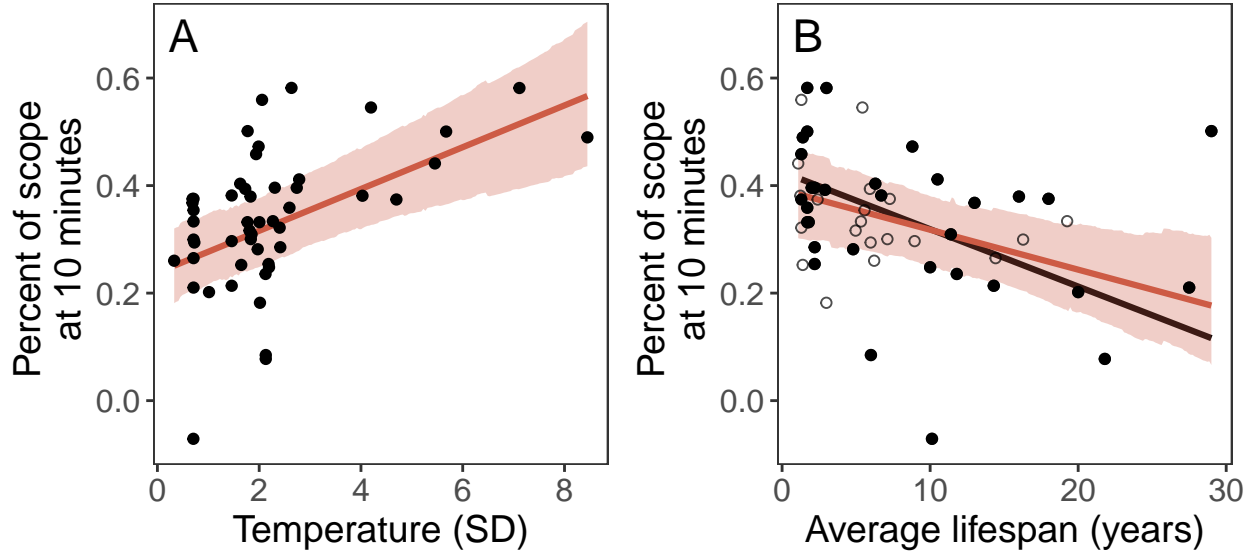 A
Percent of scope
at 10 minutes
0.6
0.4
0.2
0.0
0
2
4
6
8
Temperature (SD)
B
Percent of scope
at 10 minutes
0.6
0.4
0.2
0.0
0
10
20
30
Average lifespan (years)